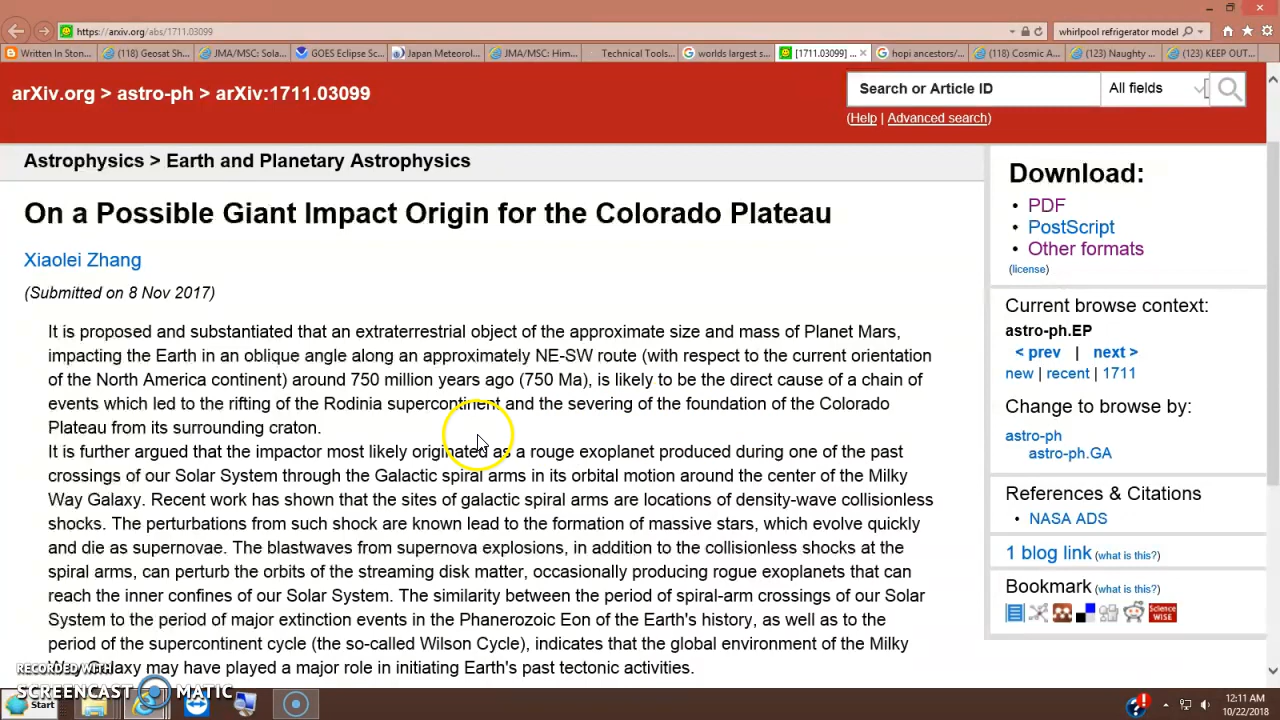 https://arxiv.org/abs/1711.03099
whirlpool refrigerator model
Written In Ston...
(118) Geosat Sh...
JMA/MSC: Sola...
GOES Eclipse Sc...
Japan Meteorol...
JMA/MSC: Him...
Technical Tools...
worlds largest s...
[1711.03099] ...
hopi ancestors/...
(118) Cosmic A...
(123) Naughty ...
(123) KEEP OUT...
arXiv.org > astro-ph > arXiv:1711.03099
Search or Article ID
All fields
(Help | Advanced search)
Astrophysics > Earth and Planetary Astrophysics
On a Possible Giant Impact Origin for the Colorado Plateau
Xiaolei Zhang
(Submitted on 8 Nov 2017)
It is proposed and substantiated that an extraterrestrial object of the approximate size and mass of Planet Mars,
impacting the Earth in an oblique angle along an approximately NE-SW route (with respect to the current orientation
of the North America continent) around 750 million years ago (750 Ma), is likely to be the direct cause of a chain of
events which led to the rifting of the Rodinia supercontinent and the severing of the foundation of the Colorado
Plateau from its surrounding craton.
It is further argued that the impactor most likely originated as a rouge exoplanet produced during one of the past
crossings of our Solar System through the Galactic spiral arms in its orbital motion around the center of the Milky
Way Galaxy. Recent work has shown that the sites of galactic spiral arms are locations of density-wave collisionless
shocks. The perturbations from such shock are known lead to the formation of massive stars, which evolve quickly
and die as supernovae. The blastwaves from supernova explosions, in addition to the collisionless shocks at the
spiral arms, can perturb the orbits of the streaming disk matter, occasionally producing rogue exoplanets that can
reach the inner confines of our Solar System. The similarity between the period of spiral-arm crossings of our Solar
System to the period of major extinction events in the Phanerozoic Eon of the Earth's history, as well as to the
period of the supercontinent cycle (the so-called Wilson Cycle), indicates that the global environment of the Milky
Way Galaxy may have played a major role in initiating Earth's past tectonic activities.
Download:
PDF
PostScript
Other formats
(license)
Current browse context:
astro-ph.EP
< prev | next >
new | recent | 1711
Change to browse by:
astro-ph
astro-ph.GA
References & Citations
NASA ADS
1 blog link (what is this?)
Bookmark (what is this?)
Science
WISE
RECORDED WITH
SCREENCAST MATIC
Start
12:11 AM
10/22/2018